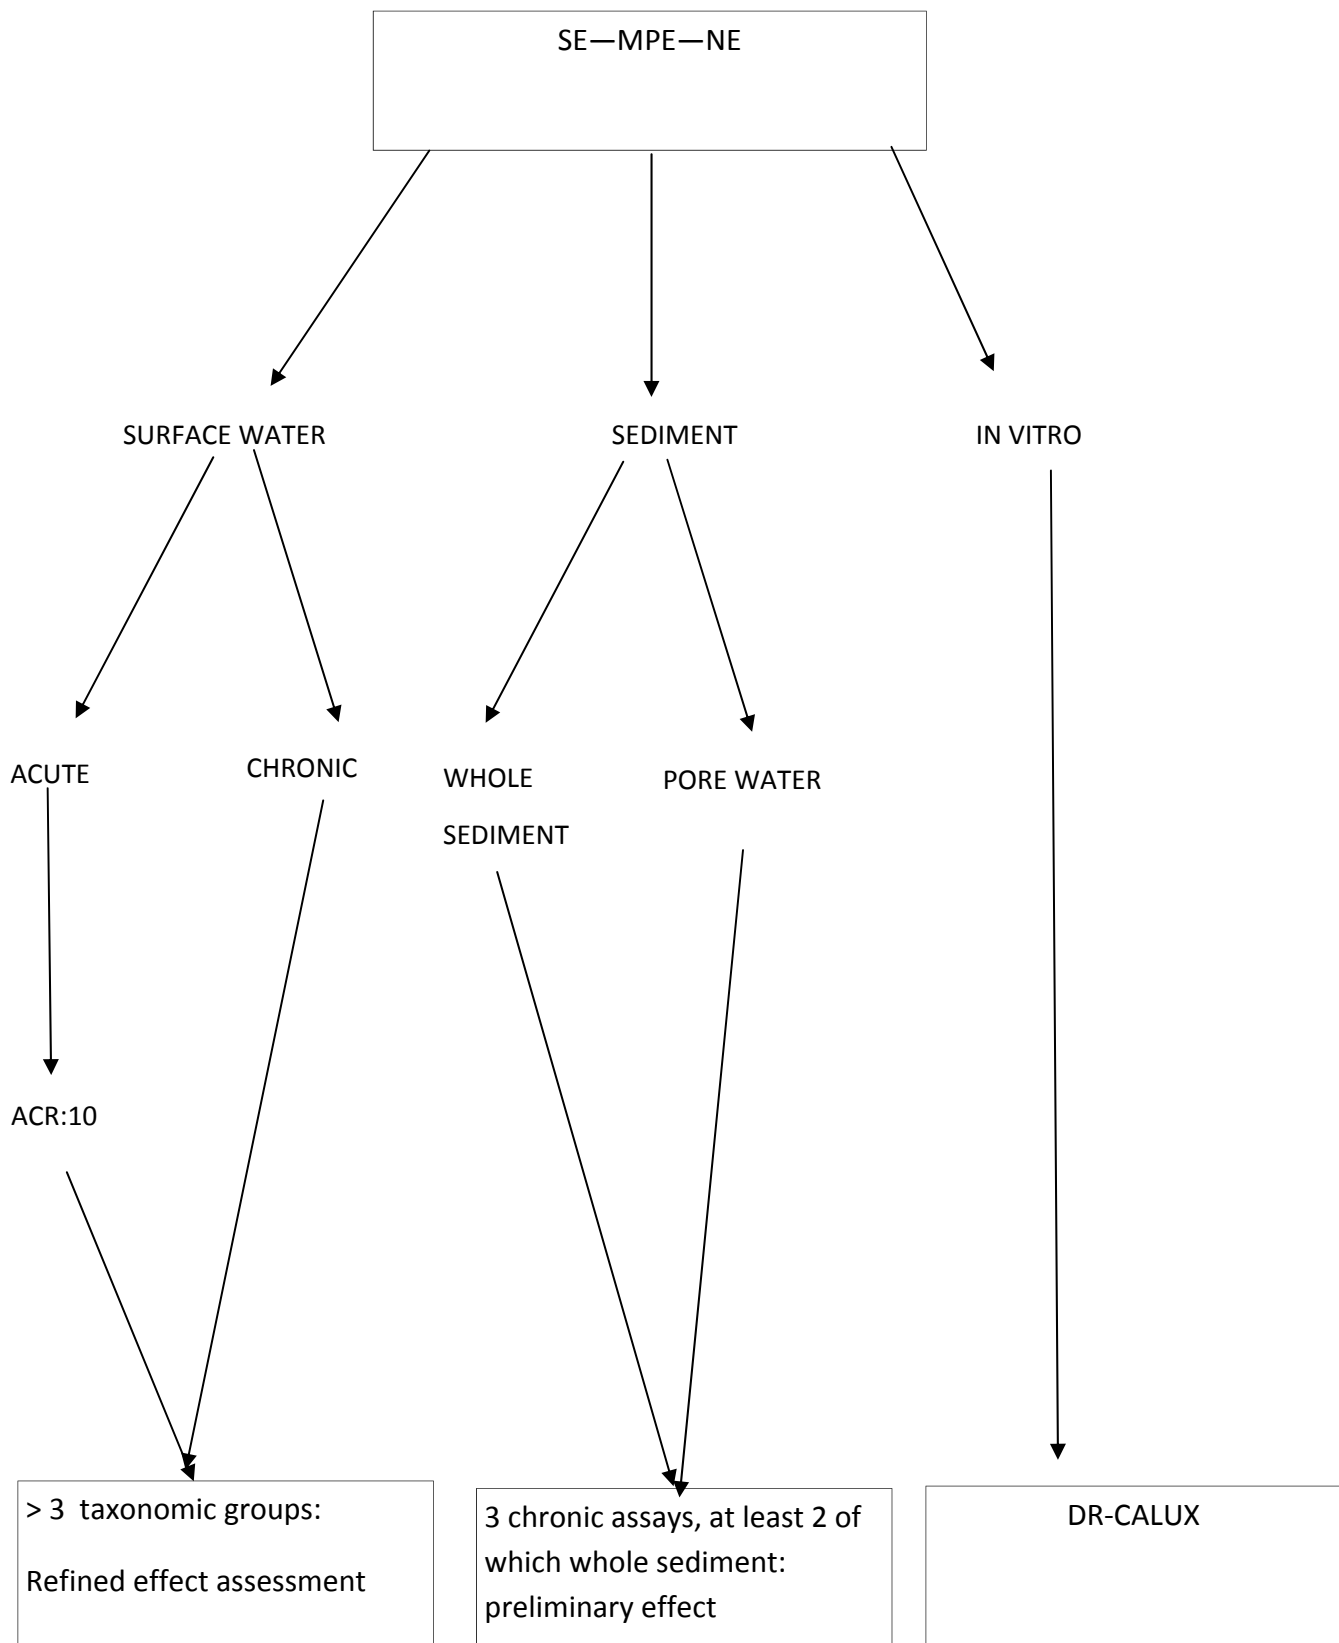 SE—MPE—NE
SURFACE WATER
SEDIMENT
IN VITRO
ACUTE
CHRONIC
WHOLE
SEDIMENT
PORE WATER
ACR:10
> 3  taxonomic groups:
Refined effect assessment
3 chronic assays, at least 2 of
which whole sediment:
preliminary effect
DR-CALUX